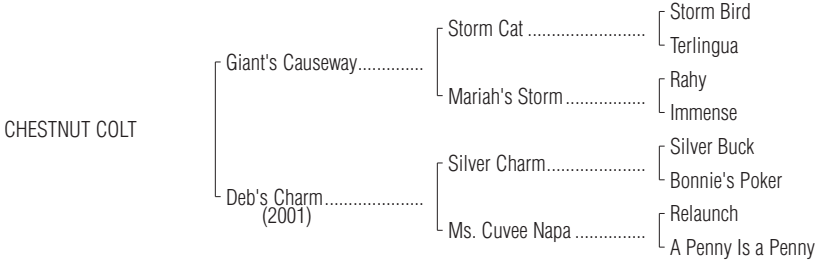 Storm Bird
Storm Cat ........................
Terlingua
Giant's Causeway..............
Rahy
Mariah's Storm .................
Immense
CHESTNUT COLT
Silver Buck
Silver Charm.....................
Bonnie's Poker
Deb's Charm .....................
(2001)
Relaunch
Ms. Cuvee Napa ...............
A Penny Is a Penny